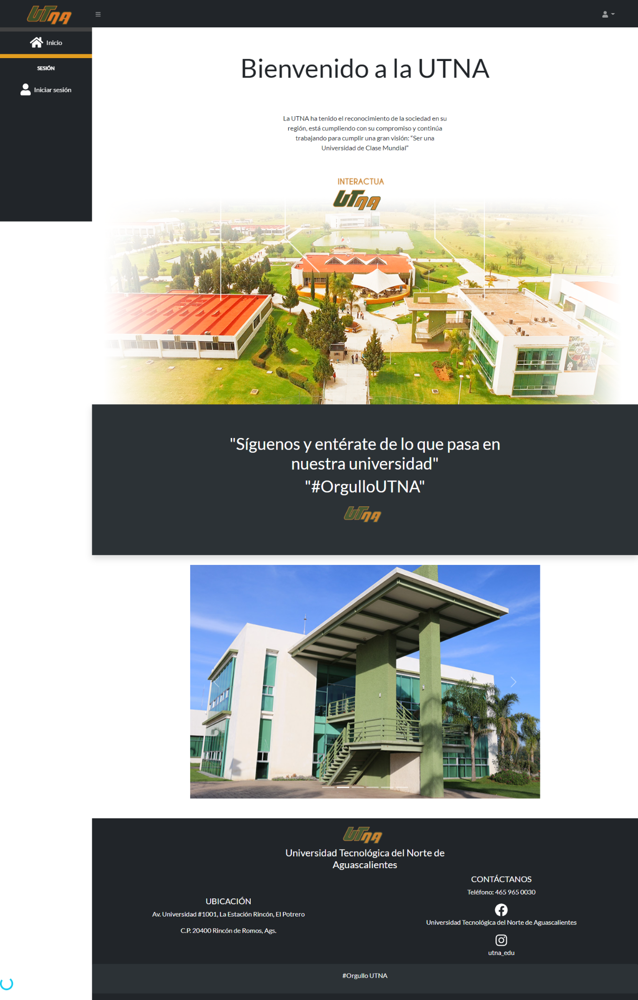 UTNA
Inicio
SESIÓN
Iniciar sesión
Bienvenido a la UTNA
La UTNA ha tenido el reconocimiento de la sociedad en su
región, está cumpliendo con su compromiso y continúa
trabajando para cumplir una gran visión: “Ser una
Universidad de Clase Mundial”
INTERACTUA
UTNA
"Síguenos y entérate de lo que pasa en
nuestra universidad"
"#OrgulloUTNA"
UTNA
UTNA
Universidad Tecnológica del Norte de
Aguascalientes
UBICACIÓN
Av. Universidad #1001, La Estación Rincón, El Potrero
C.P. 20400 Rincón de Romos, Ags.
CONTÁCTANOS
Teléfono: 465 965 0030
Universidad Tecnológica del Norte de Aguascalientes
utna_edu
#Orgullo UTNA